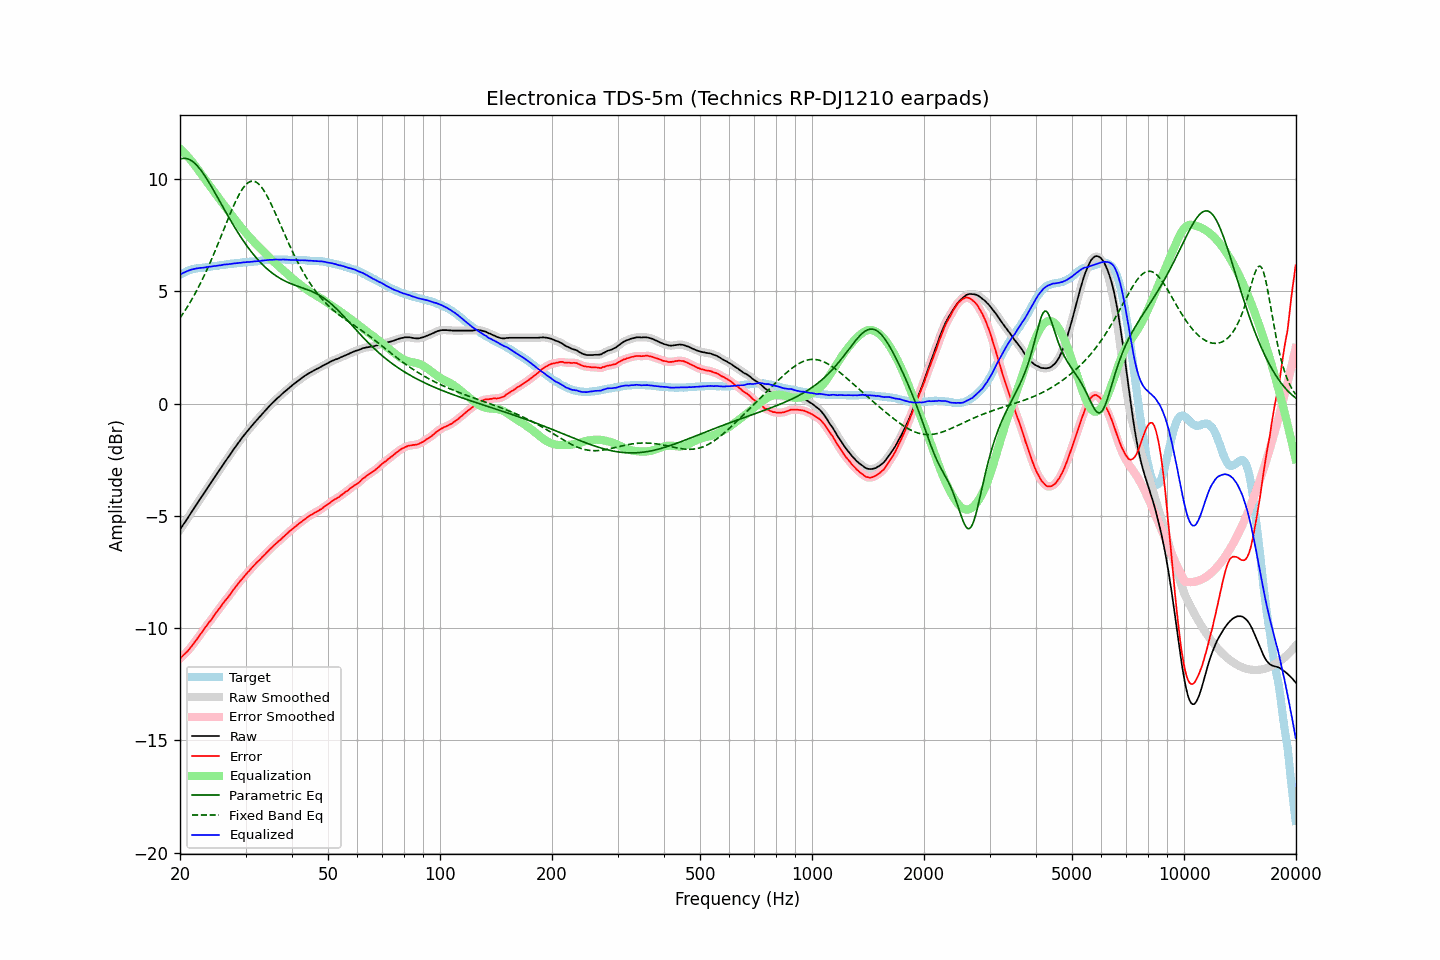 Electronica TDS-5m (Technics RP-DJ1210 earpads)
Amplitude (dBr)
10
5
0
−5
−10
−15
−20
Target
Raw Smoothed
Error Smoothed
Raw
Error
Equalization
Parametric Eq
Fixed Band Eq
Equalized
20
50
100
200
500
1000
2000
5000
10000
20000
Frequency (Hz)